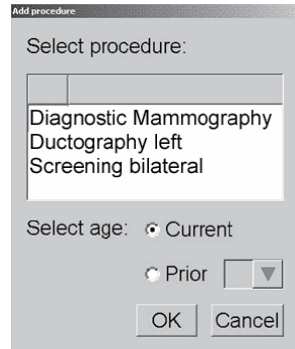 Add procedure
Select procedure:
Diagnostic Mammography
Ductography left
Screening bilateral
Select age: Current
Prior
OK Cancel